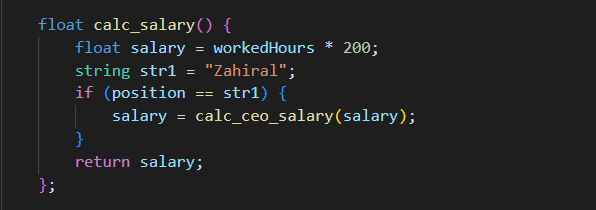 float calc_salary() {
    float salary = workedHours * 200;
    string str1 = "Zahiral";
    if (position == str1) {
        salary = calc_ceo_salary(salary);
    }
    return salary;
};